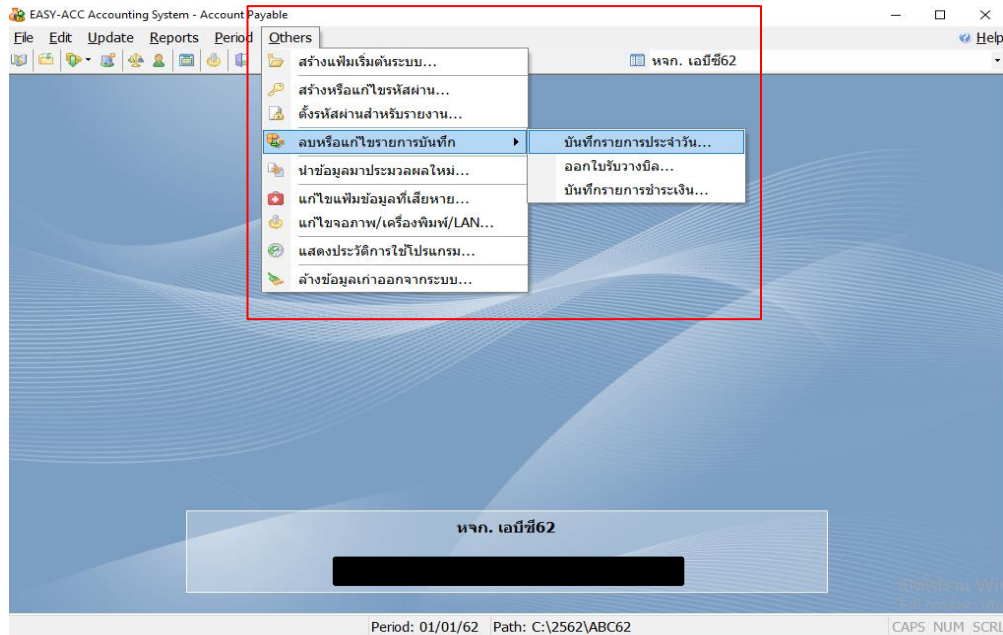 EASY-ACC Accounting System - Account Payable
File Edit Update Reports Period Others Help
หจก. เอบีซี62
สร้างแฟ้มเริ่มต้นระบบ...
สร้างหรือแก้ไขรหัสผ่าน...
ตั้งรหัสผ่านสำหรับรายงาน...
ลบหรือแก้ไขรายการบันทึก
บันทึกรายการประจำวัน...
ออกใบรับวางบิล...
บันทึกรายการชำระเงิน...
นำข้อมูลมาประมวลผลใหม่...
แก้ไขแฟ้มข้อมูลที่เสียหาย...
แก้ไขจอภาพ/เครื่องพิมพ์/LAN...
แสดงประวัติการใช้โปรแกรม...
ล้างข้อมูลเก่าออกจากระบบ...
หจก. เอบีซี62
Period: 01/01/62 Path: C:\2562\ABC62 CAPS NUM SCRL